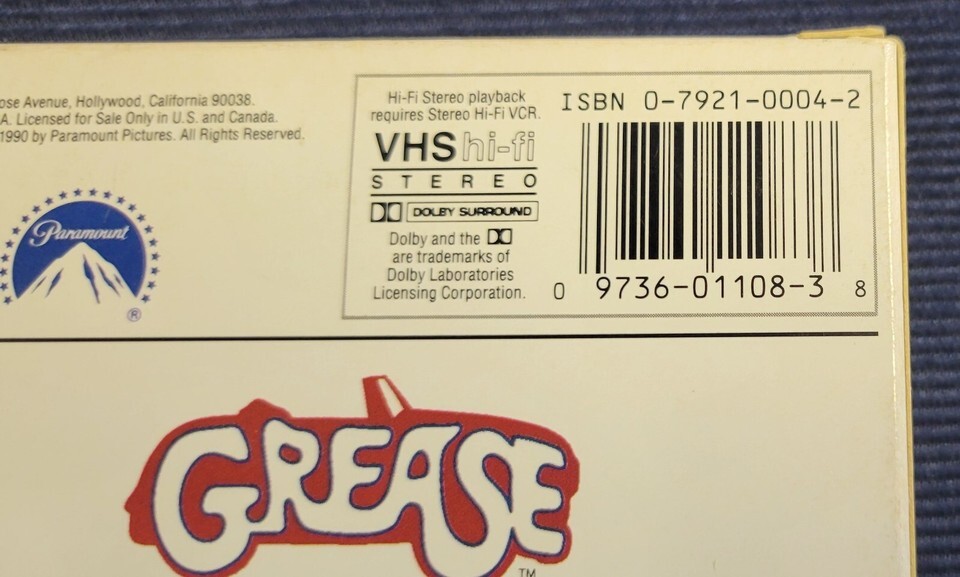 ose Avenue, Hollywood, California 90038.
A. Licensed for Sale Only in U.S. and Canada.
1990 by Paramount Pictures. All Rights Reserved.
Paramount
®
Hi-Fi Stereo playback
requires Stereo Hi-Fi VCR.
VHS hi-fi
STEREO
DOLBY SURROUND
Dolby and the
are trademarks of
Dolby Laboratories
Licensing Corporation.
ISBN 0-7921-0004-2
0 9736-01108-3 8
GREASE
TM